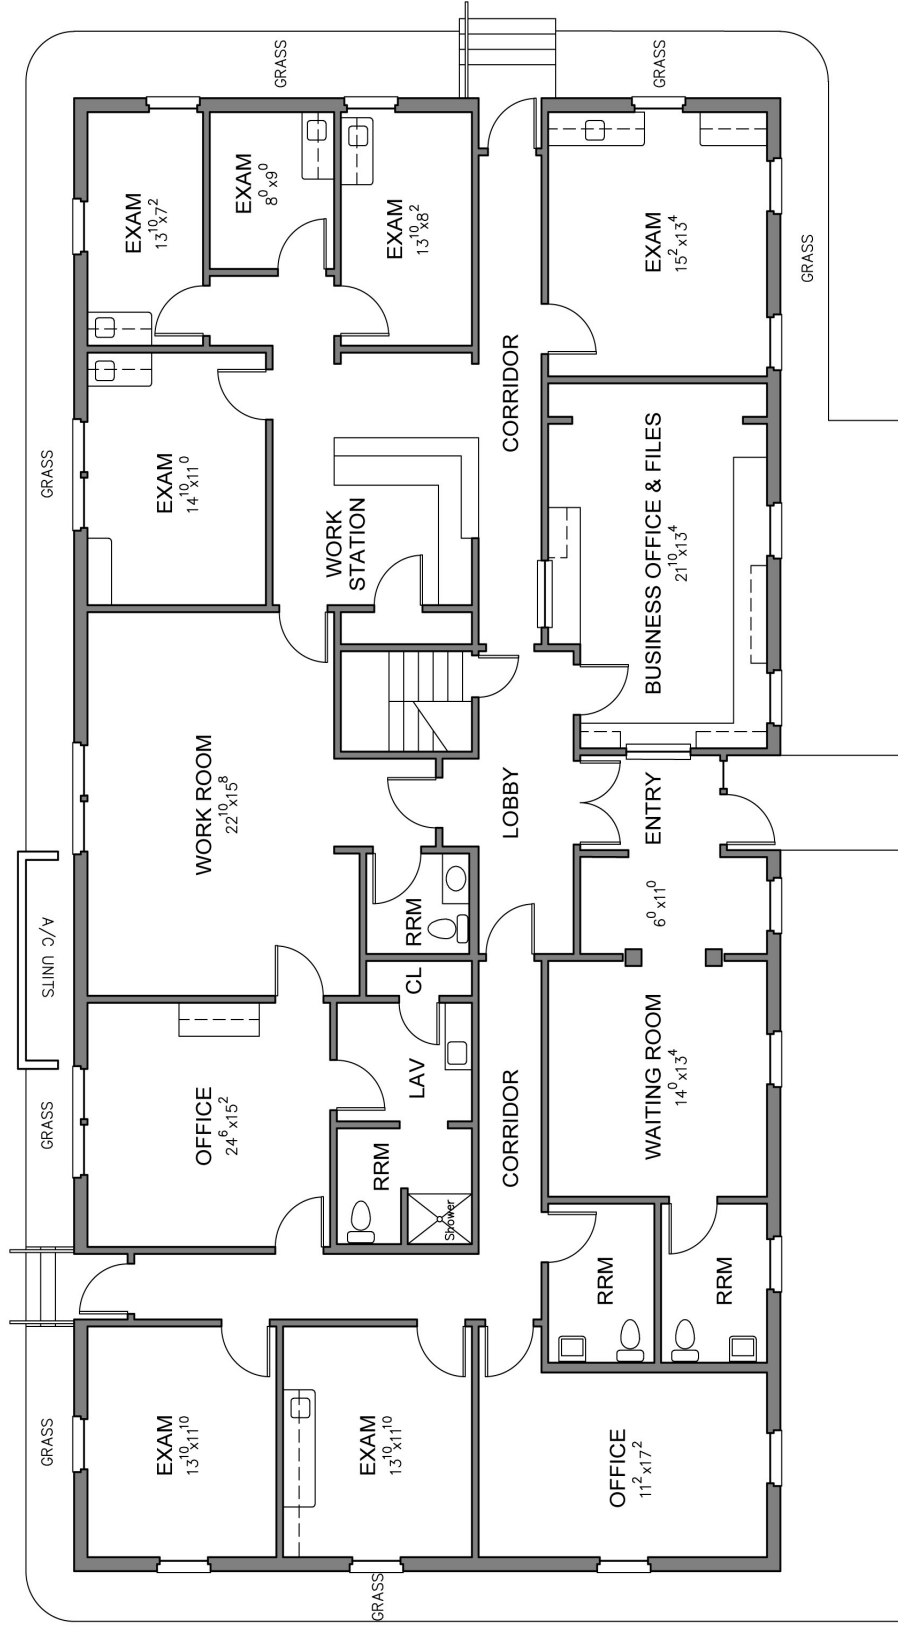 GRASS
GRASS
EXAM
13¹⁰x7²
EXAM
8⁰x9⁰
EXAM
13¹⁰x8²
EXAM
15²x13⁴
GRASS
GRASS
EXAM
14¹⁰x11⁰
WORK
STATION
CORRIDOR
BUSINESS OFFICE & FILES
21¹⁰x13⁴
WORK ROOM
22¹⁰x15⁸
LOBBY
ENTRY
6⁰x11⁰
A/C UNITS
RRM
CL
GRASS
OFFICE
24⁶x15²
LAV
RRM
Shower
CORRIDOR
WAITING ROOM
14⁰x13⁴
RRM
RRM
GRASS
EXAM
13¹⁰x11¹⁰
EXAM
13¹⁰x11¹⁰
OFFICE
11²x17²
GRASS